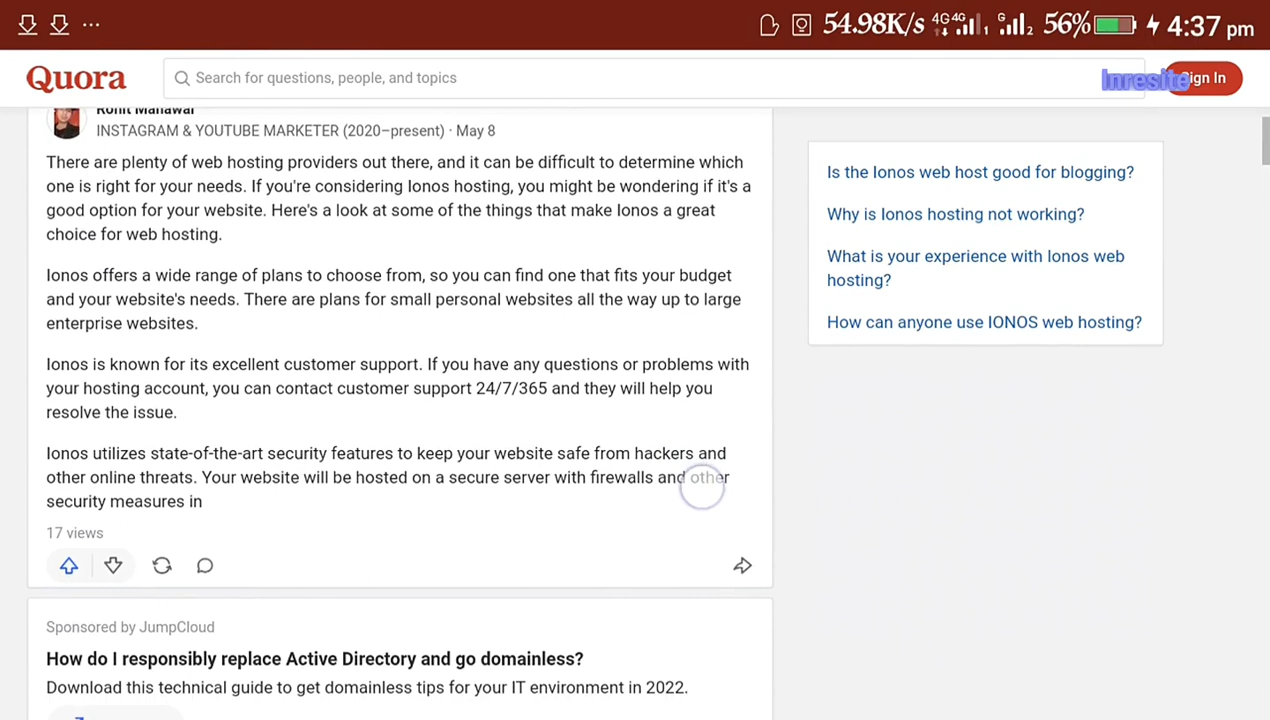 54.98K/s 4G 4G 1 G 2 56% 4:37 pm
Quora Search for questions, people, and topics Inresite Sign In
Rohit Manawar
INSTAGRAM & YOUTUBE MARKETER (2020–present) · May 8
There are plenty of web hosting providers out there, and it can be difficult to determine which
one is right for your needs. If you're considering Ionos hosting, you might be wondering if it's a
good option for your website. Here's a look at some of the things that make Ionos a great
choice for web hosting.
Ionos offers a wide range of plans to choose from, so you can find one that fits your budget
and your website's needs. There are plans for small personal websites all the way up to large
enterprise websites.
Ionos is known for its excellent customer support. If you have any questions or problems with
your hosting account, you can contact customer support 24/7/365 and they will help you
resolve the issue.
Ionos utilizes state-of-the-art security features to keep your website safe from hackers and
other online threats. Your website will be hosted on a secure server with firewalls and other
security measures in
17 views
Sponsored by JumpCloud
How do I responsibly replace Active Directory and go domainless?
Download this technical guide to get domainless tips for your IT environment in 2022.
Is the Ionos web host good for blogging?
Why is Ionos hosting not working?
What is your experience with Ionos web
hosting?
How can anyone use IONOS web hosting?